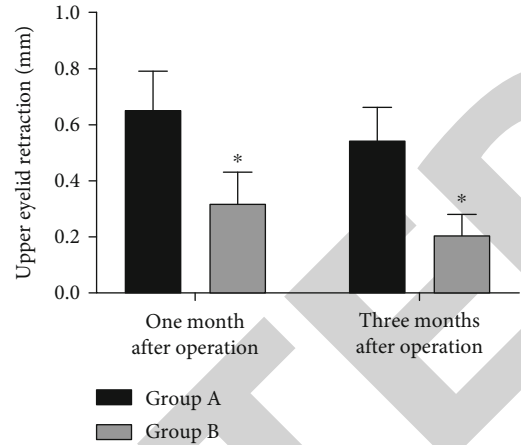 Upper eyelid retraction (mm)
1.0
0.8
0.6
0.4
0.2
0.0
*
*
One month
after operation
Three months
after operation
Group A
Group B